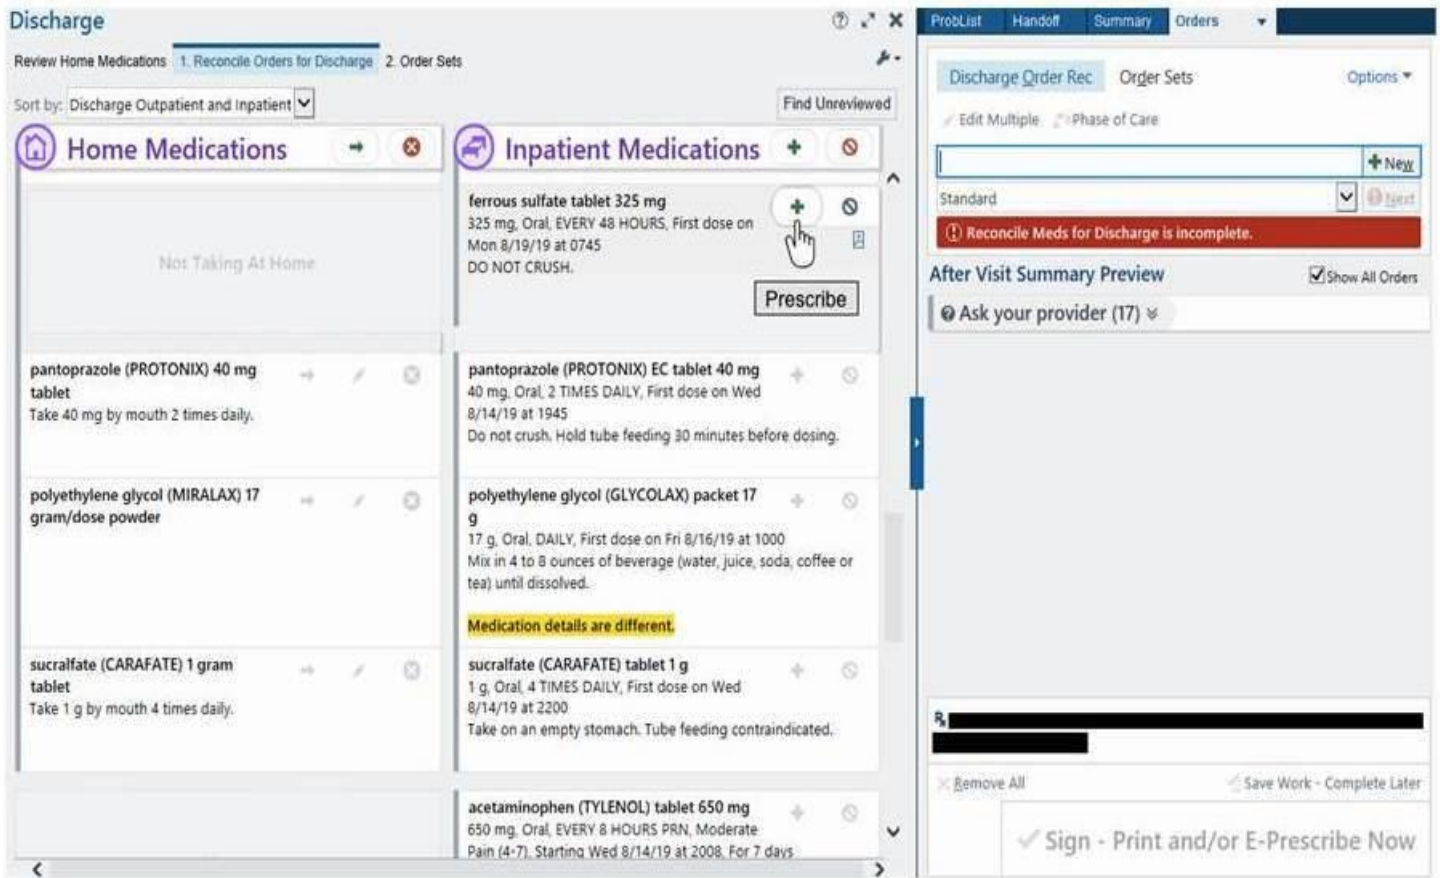 Discharge
Review Home Medications 1. Reconcile Orders for Discharge 2. Order Sets
Sort by: Discharge Outpatient and Inpatient
Find Unreviewed
Home Medications
Inpatient Medications
Not Taking At Home
ferrous sulfate tablet 325 mg
325 mg, Oral, EVERY 48 HOURS, First dose on
Mon 8/19/19 at 0745
DO NOT CRUSH.
Prescribe
pantoprazole (PROTONIX) 40 mg
tablet
Take 40 mg by mouth 2 times daily.
pantoprazole (PROTONIX) EC tablet 40 mg
40 mg, Oral, 2 TIMES DAILY, First dose on Wed
8/14/19 at 1945
Do not crush. Hold tube feeding 30 minutes before dosing.
polyethylene glycol (MIRALAX) 17
gram/dose powder
polyethylene glycol (GLYCOLAX) packet 17
g
17 g, Oral, DAILY, First dose on Fri 8/16/19 at 1000
Mix in 4 to 8 ounces of beverage (water, juice, soda, coffee or
tea) until dissolved.
Medication details are different.
sucralfate (CARAFATE) 1 gram
tablet
Take 1 g by mouth 4 times daily.
sucralfate (CARAFATE) tablet 1 g
1 g, Oral, 4 TIMES DAILY, First dose on Wed
8/14/19 at 2200
Take on an empty stomach. Tube feeding contraindicated.
acetaminophen (TYLENOL) tablet 650 mg
650 mg, Oral, EVERY 8 HOURS PRN, Moderate
Pain (4-7), Starting Wed 8/14/19 at 2008, For 7 days
ProbList Handoff Summary Orders
Discharge Order Rec Order Sets Options
Edit Multiple Phase of Care
New
Standard Next
Reconcile Meds for Discharge is incomplete.
After Visit Summary Preview Show All Orders
Ask your provider (17)
Remove All Save Work - Complete Later
Sign - Print and/or E-Prescribe Now